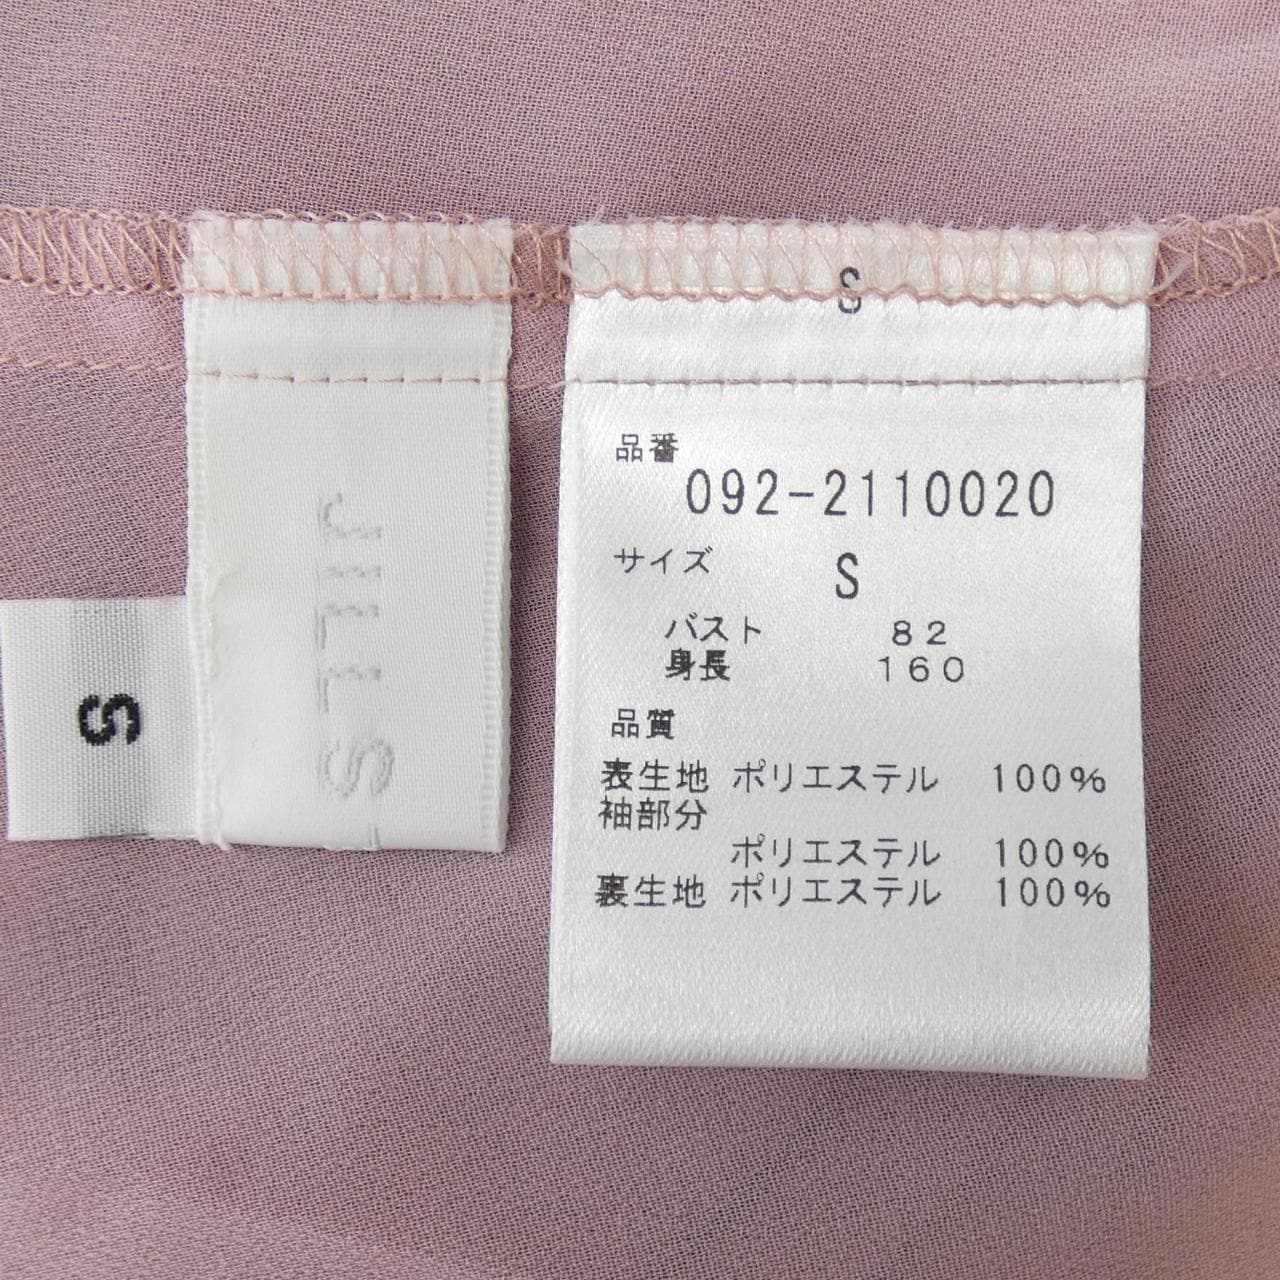 S
品番
092-2110020
サイズ S
バスト 82
身長 160
品質
表生地 ポリエステル 100%
袖部分
ポリエステル 100%
裏生地 ポリエステル 100%
JILLS
S